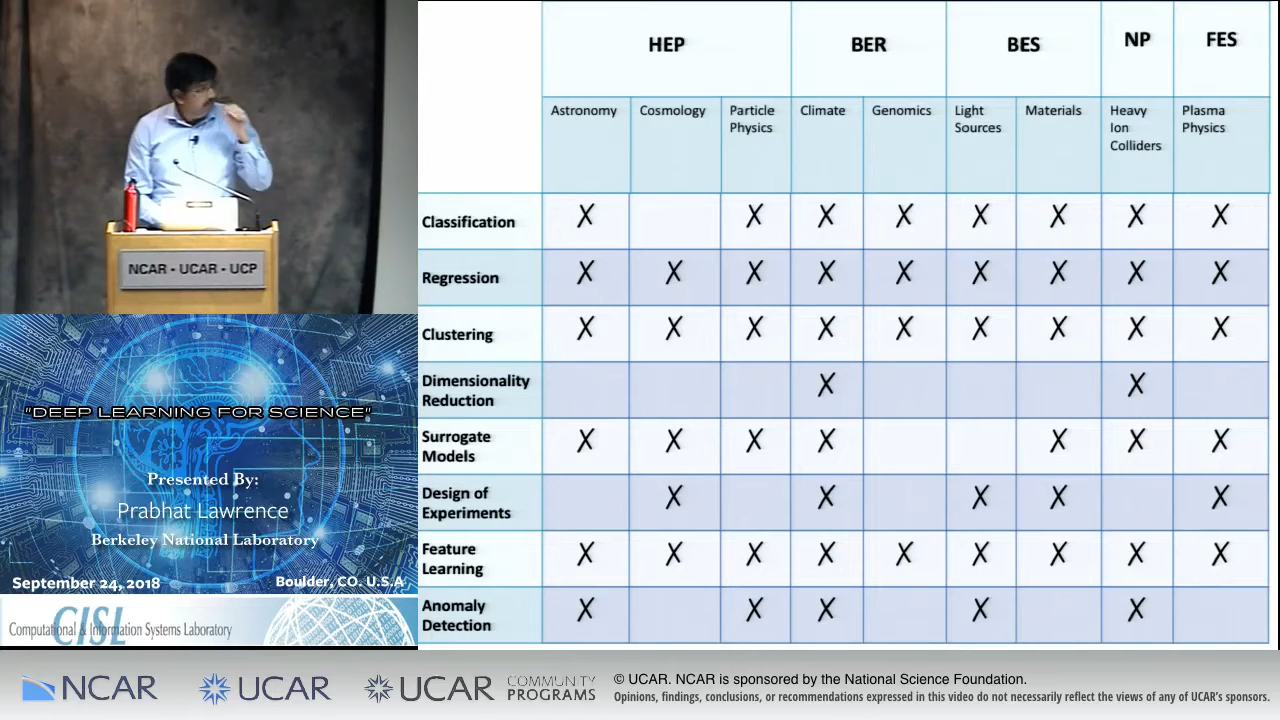 NCAR - UCAR - UCP
"DEEP LEARNING FOR SCIENCE"
Presented By:
Prabhat Lawrence
Berkeley National Laboratory
September 24, 2018
Boulder, CO. U.S.A
CISL
Computational & Information Systems Laboratory
HEP BER BES NP FES
Astronomy Cosmology Particle Physics Climate Genomics Light Sources Materials Heavy Ion Colliders Plasma Physics
Classification X X X X X X X X
Regression X X X X X X X X X
Clustering X X X X X X X X X
Dimensionality Reduction X X
Surrogate Models X X X X X X X
Design of Experiments X X X X X
Feature Learning X X X X X X X X X
Anomaly Detection X X X X X
NCAR
UCAR
UCAR COMMUNITY PROGRAMS
© UCAR. NCAR is sponsored by the National Science Foundation.
Opinions, findings, conclusions, or recommendations expressed in this video do not necessarily reflect the views of any of UCAR's sponsors.